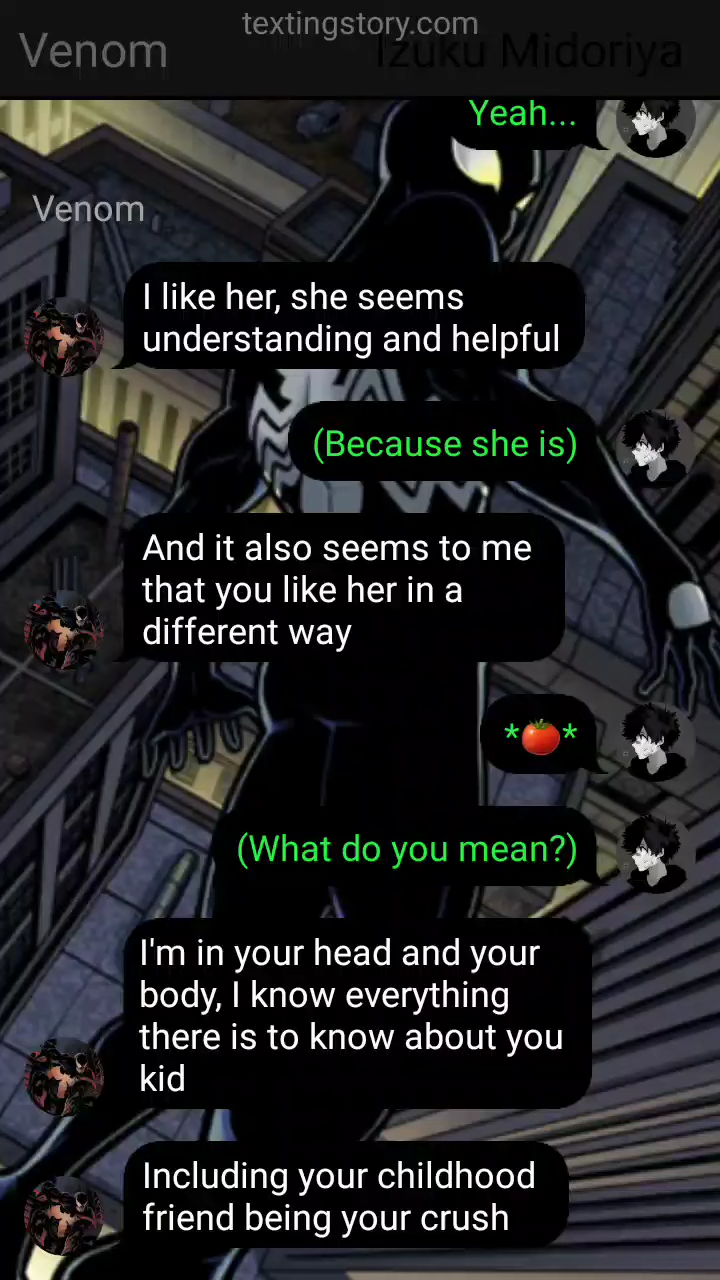 textingstory.com
Venom
Izuku Midoriya
Yeah...
Venom
I like her, she seems
understanding and helpful
(Because she is)
And it also seems to me
that you like her in a
different way
*🍅*
(What do you mean?)
I'm in your head and your
body, I know everything
there is to know about you
kid
Including your childhood
friend being your crush